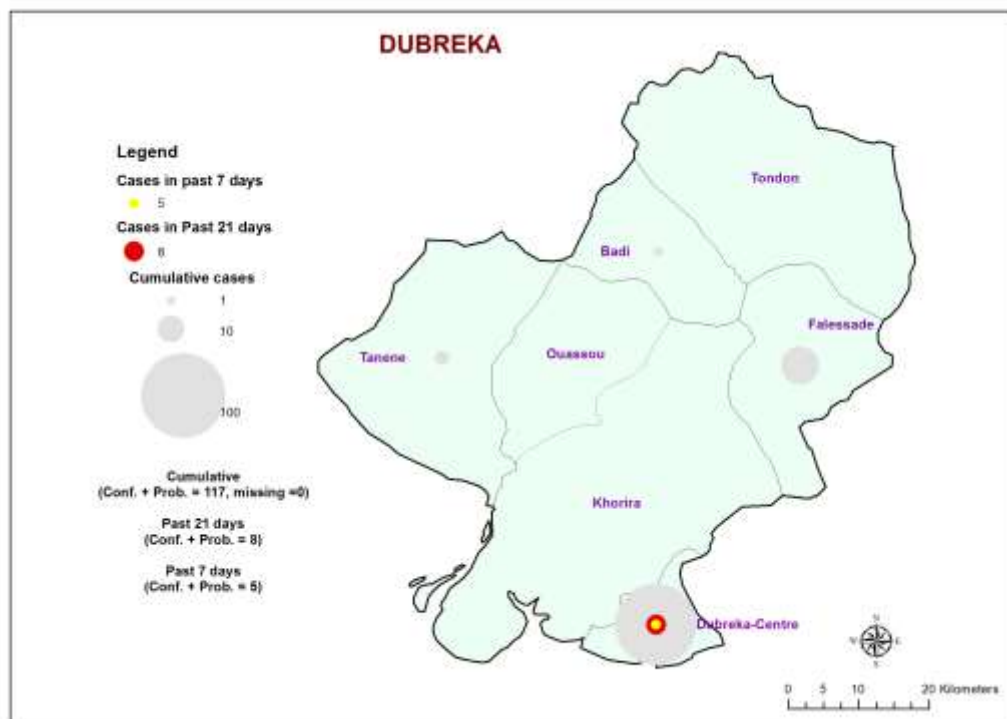 DUBREKA
Legend
Cases in past 7 days
5
Cases in Past 21 days
8
Cumulative cases
1
10
100
Cumulative
(Conf. + Prob. = 117, missing =0)
Past 21 days
(Conf. + Prob. = 8)
Past 7 days
(Conf. + Prob. = 5)
Tondon
Badi
Falessade
Tanene
Ouassou
Khorira
Dubreka-Centre
N
W E
S
0 5 10 20 Kilometers